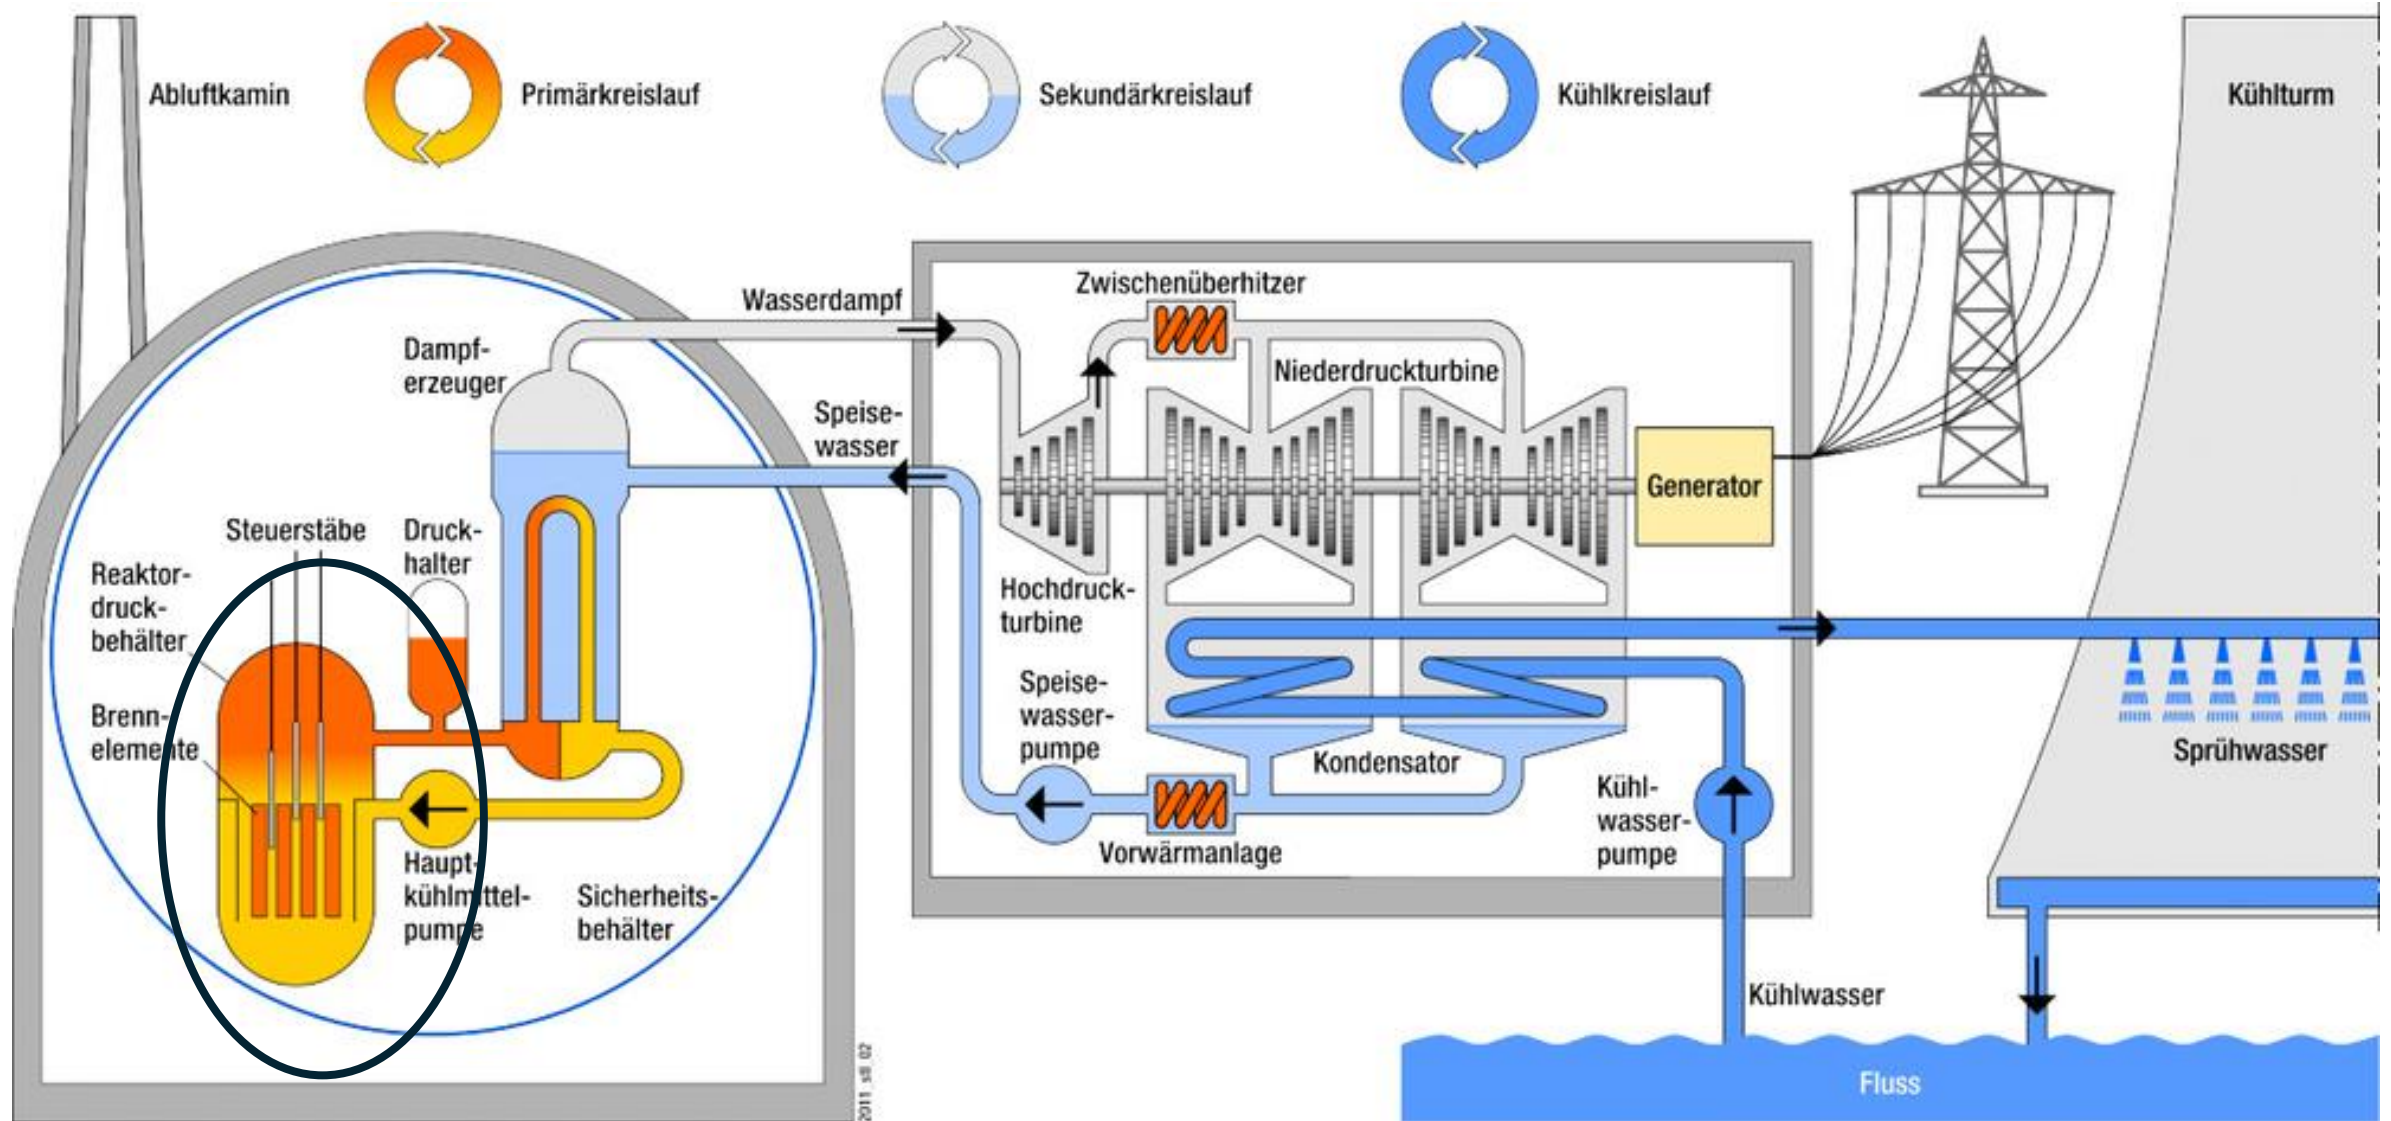 Abluftkamin
Primärkreislauf
Sekundärkreislauf
Kühlkreislauf
Kühlturm
Wasserdampf
Zwischenüberhitzer
Dampf-
erzeuger
Niederdruckturbine
Speise-
wasser
Generator
Steuerstäbe
Druck-
halter
Reaktor-
druck-
behälter
Hochdruck-
turbine
Brenn-
elemente
Speise-
wasser-
pumpe
Kondensator
Sprühwasser
Kühl-
wasser-
pumpe
Vorwärmanlage
Haupt-
kühlmittel-
pumpe
Sicherheits-
behälter
Kühlwasser
Fluss